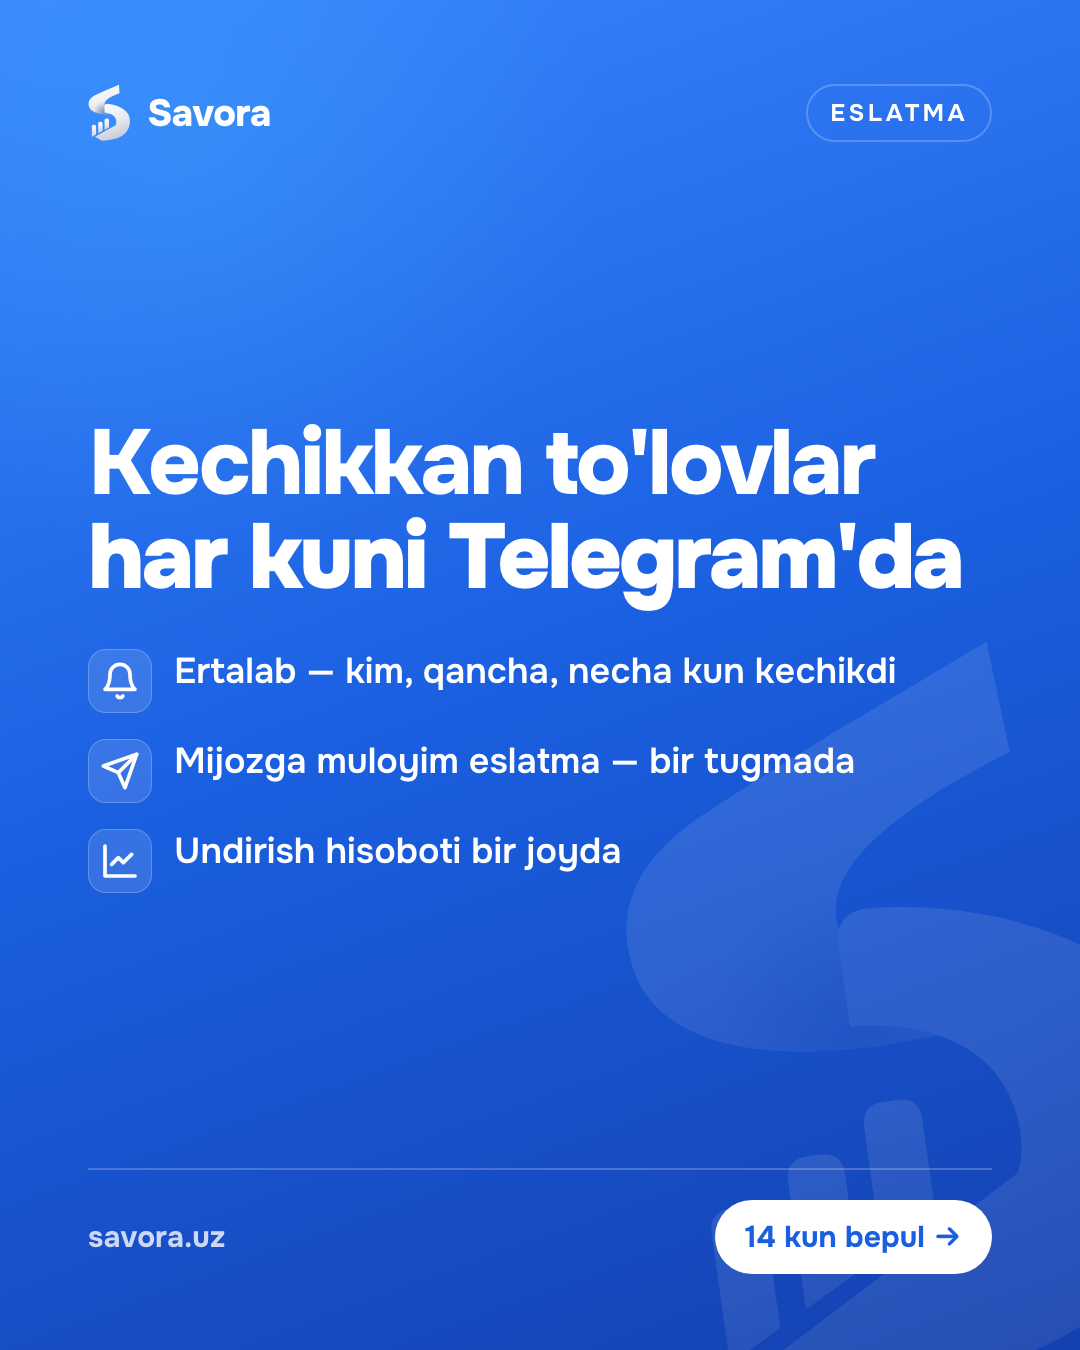 Savora
ESLATMA
Kechikkan to'lovlar
har kuni Telegram'da
Ertalab — kim, qancha, necha kun kechikdi
Mijozga muloyim eslatma — bir tugmada
Undirish hisoboti bir joyda
savora.uz
14 kun bepul →